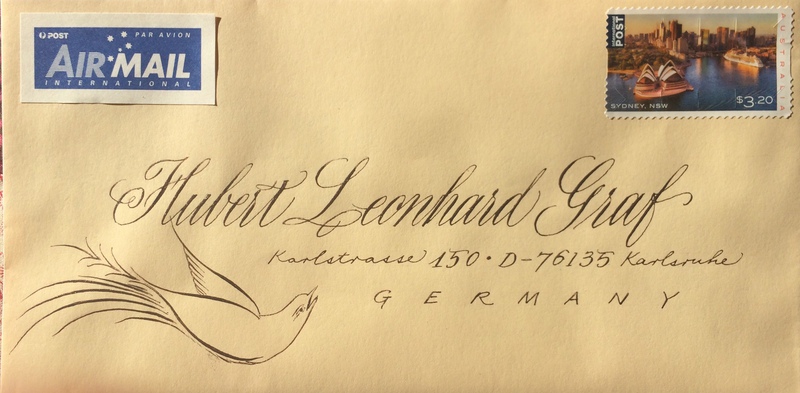 POST PAR AVION
AIR MAIL
INTERNATIONAL
International POST
AUSTRALIA
SYDNEY, NSW $3.20
Hubert Leonhard Graf
Karlstrasse 150 • D-76135 Karlsruhe
GERMANY